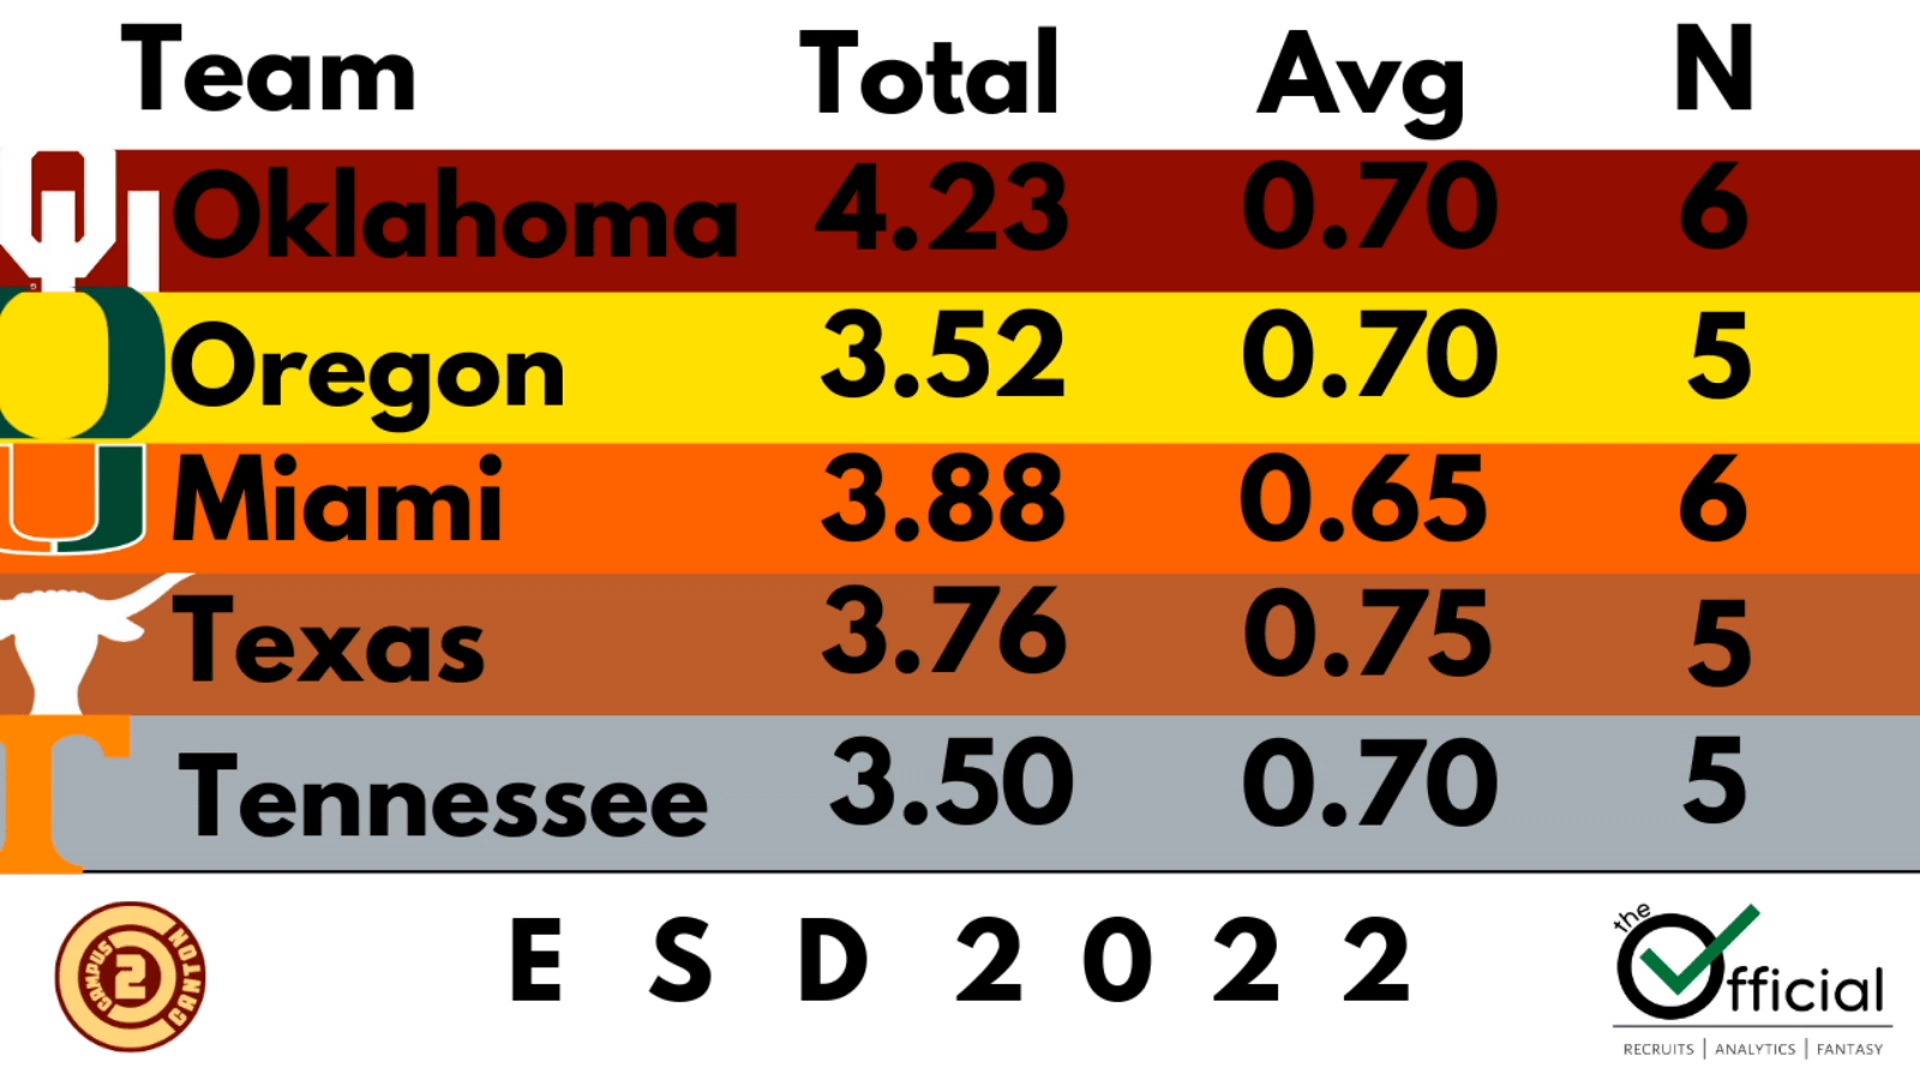 Team Total Avg N
Oklahoma 4.23 0.70 6
Oregon 3.52 0.70 5
Miami 3.88 0.65 6
Texas 3.76 0.75 5
Tennessee 3.50 0.70 5
CAMPUS 2 CANTON
E S D 2 0 2 2
the Official
RECRUITS | ANALYTICS | FANTASY